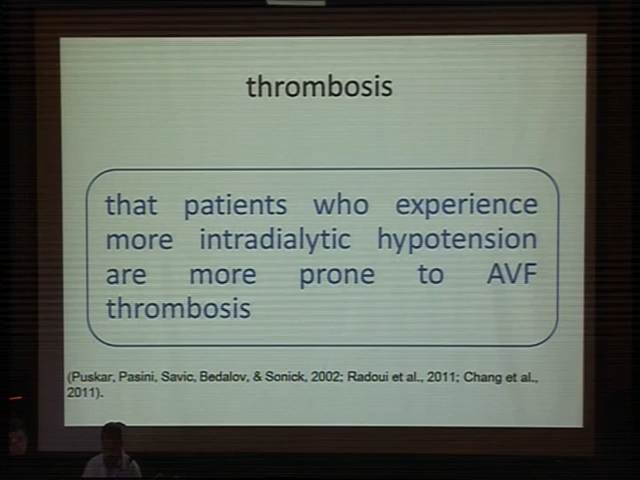 thrombosis
that patients who experience
more intradialytic hypotension
are more prone to AVF
thrombosis
(Puskar, Pasini, Savic, Bedalov, & Sonick, 2002; Radoui et al., 2011; Chang et al.,
2011).